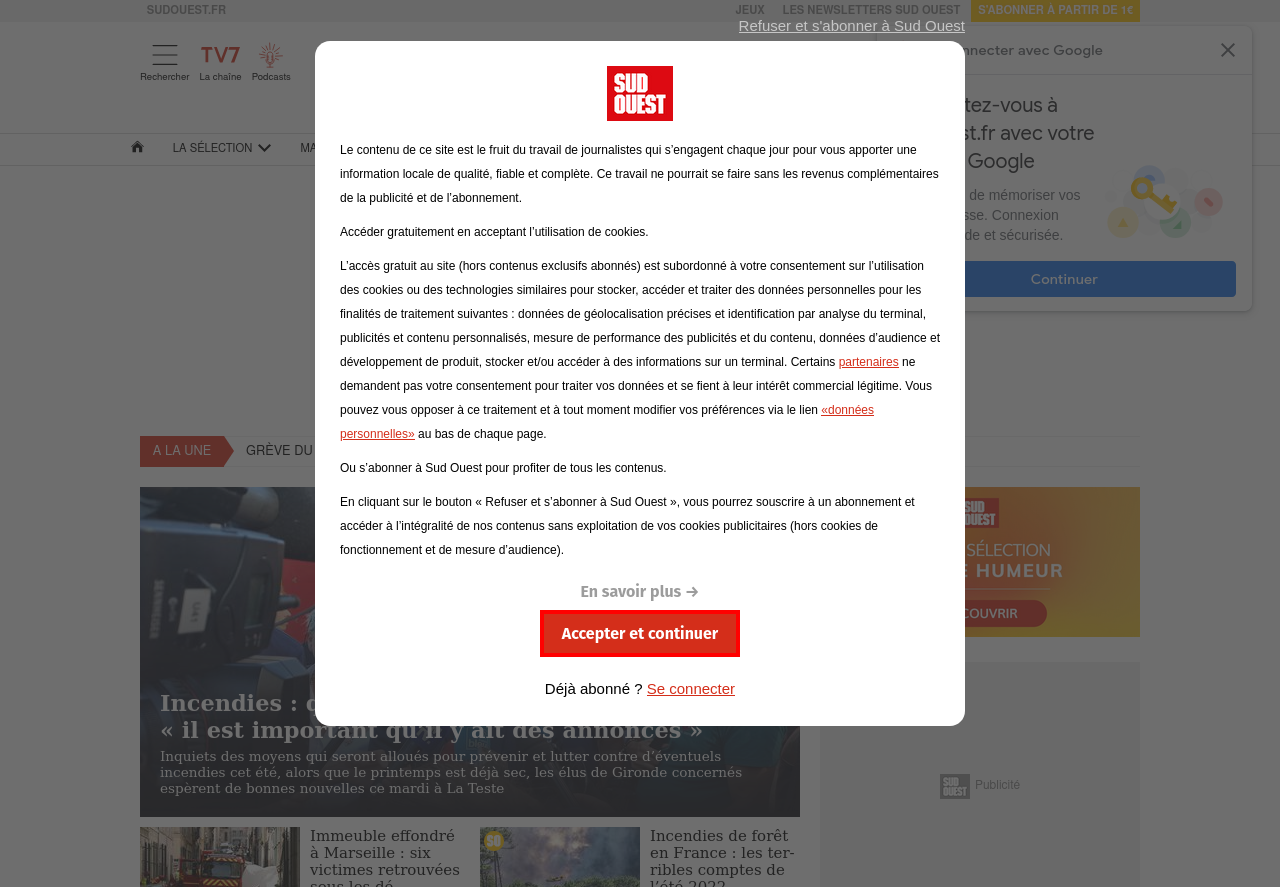 SUDOUEST.FR
JEUX
LES NEWSLETTERS SUD OUEST
S'ABONNER À PARTIR DE 1€
Refuser et s'abonner à Sud Ouest
Rechercher
TV7
La chaîne
Podcasts
LA SÉLECTION
MA
nnecter avec Google
tez-vous à
st.fr avec votre
Google
de mémoriser vos
sse. Connexion
de et sécurisée.
Continuer
SUD
OUEST
Le contenu de ce site est le fruit du travail de journalistes qui s’engagent chaque jour pour vous apporter une
information locale de qualité, fiable et complète. Ce travail ne pourrait se faire sans les revenus complémentaires
de la publicité et de l’abonnement.
Accéder gratuitement en acceptant l’utilisation de cookies.
L’accès gratuit au site (hors contenus exclusifs abonnés) est subordonné à votre consentement sur l’utilisation
de cookies ou des technologies similaires pour stocker, accéder et traiter des données personnelles pour les
finalités de traitement suivantes : données de géolocalisation précises et identification par analyse du terminal,
publicités et contenu personnalisés, mesure de performance des publicités et du contenu, données d’audience et
développement de produit, stocker et/ou accéder à des informations sur un terminal. Certains partenaires ne
demandent pas votre consentement pour traiter vos données et se fient à leur intérêt commercial légitime. Vous
pouvez vous opposer à ce traitement et à tout moment modifier vos préférences via le lien «données
personnelles» au bas de chaque page.
Ou s’abonner à Sud Ouest pour profiter de tous les contenus.
En cliquant sur le bouton « Refuser et s’abonner à Sud Ouest », vous pourrez souscrire à un abonnement et
accéder à l’intégralité de nos contenus sans exploitation de vos cookies publicitaires (hors cookies de
fonctionnement et de mesure d’audience).
En savoir plus →
Accepter et continuer
Déjà abonné ? Se connecter
A LA UNE
GRÈVE DU
Incendies :
« il est important qu’il y ait des annonces »
Inquiets des moyens qui seront alloués pour prévenir et lutter contre d’éventuels
incendies cet été, alors que le printemps est déjà sec, les élus de Gironde concernés
espèrent de bonnes nouvelles ce mardi à La Teste
SUD
OUEST
SÉLECTION
E HUMEUR
COUVRIR
SUD
OUEST
Publicité
Immeuble effondré
à Marseille : six
victimes retrouvées
sous les dé
SO
Incendies de forêt
en France : les ter-
ribles comptes de
l’été 2022